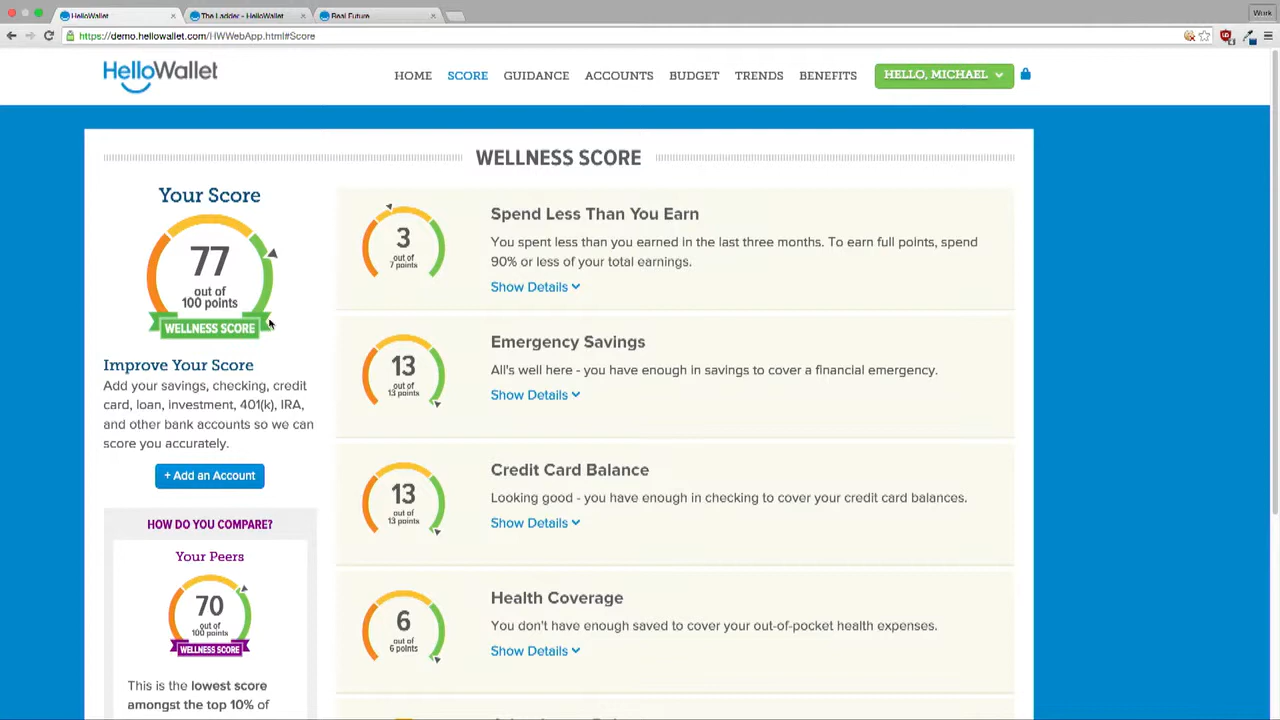 HelloWallet
The Ladder - HelloWallet
Real Future
Work
https://demo.hellowallet.com/HWWebApp.html#Score
HelloWallet
HOME
SCORE
GUIDANCE
ACCOUNTS
BUDGET
TRENDS
BENEFITS
HELLO, MICHAEL
WELLNESS SCORE
Your Score
77
out of
100 points
WELLNESS SCORE
Improve Your Score
Add your savings, checking, credit
card, loan, investment, 401(k), IRA,
and other bank accounts so we can
score you accurately.
+ Add an Account
HOW DO YOU COMPARE?
Your Peers
70
out of
100 points
WELLNESS SCORE
This is the lowest score
amongst the top 10% of
3
out of
7 points
Spend Less Than You Earn
You spent less than you earned in the last three months. To earn full points, spend
90% or less of your total earnings.
Show Details
13
out of
13 points
Emergency Savings
All's well here - you have enough in savings to cover a financial emergency.
Show Details
13
out of
13 points
Credit Card Balance
Looking good - you have enough in checking to cover your credit card balances.
Show Details
6
out of
6 points
Health Coverage
You don't have enough saved to cover your out-of-pocket health expenses.
Show Details